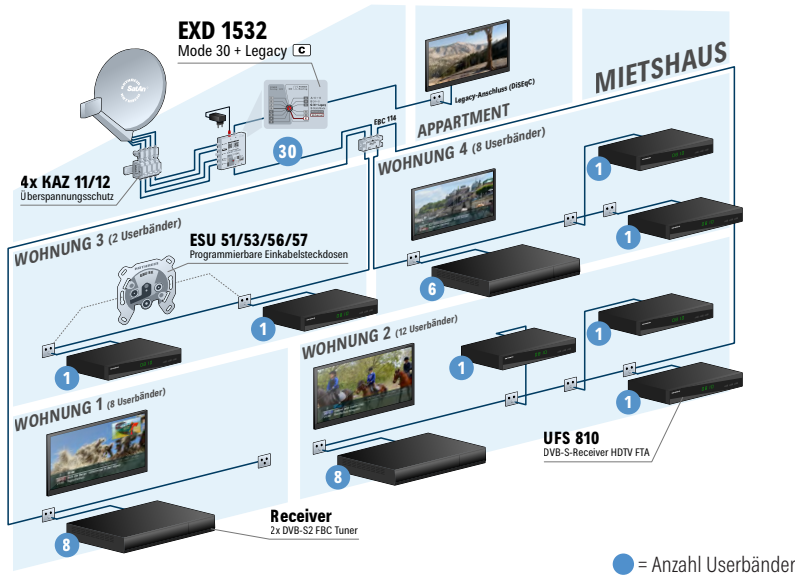 EXD 1532
Mode 30 + Legacy C
MIETSHAUS
Legacy-Anschluss (DiSEqC)
APPARTMENT
EBC 114
30
4x KAZ 11/12
Überspannungsschutz
WOHNUNG 4 (8 Userbänder)
1
1
6
WOHNUNG 3 (2 Userbänder)
ESU 51/53/56/57
Programmierbare Einkabelsteckdosen
1
1
WOHNUNG 2 (12 Userbänder)
1
1
1
8
UFS 810
DVB-S-Receiver HDTV FTA
WOHNUNG 1 (8 Userbänder)
8
Receiver
2x DVB-S2 FBC Tuner
= Anzahl Userbänder